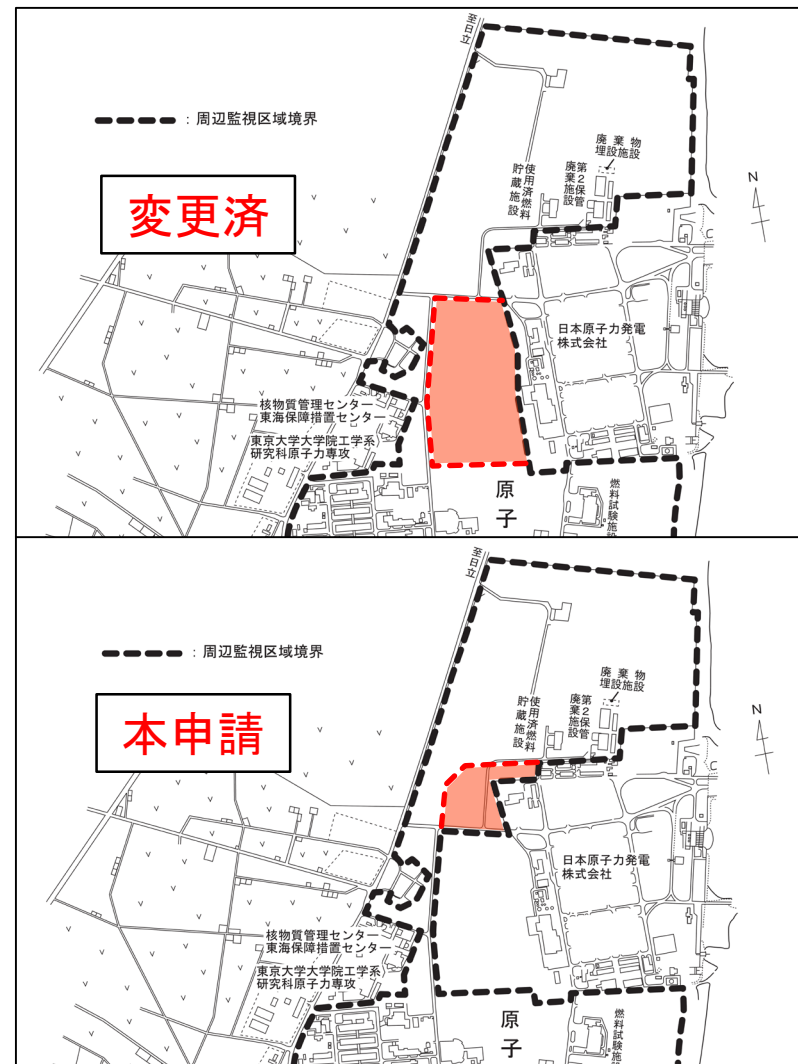 至日立
：周辺監視区域境界
変更済
廃棄物
埋設施設
第2保管
廃棄施設
使用済燃料
貯蔵施設
N
日本原子力発電
株式会社
核物質管理センター
東海保障措置センター
東京大学大学院工学系
研究科原子力専攻
原
子
燃料試験施
至日立
：周辺監視区域境界
本申請
廃棄物
埋設施設
第2保管
廃棄施設
使用済燃料
貯蔵施設
N
日本原子力発電
株式会社
核物質管理センター
東海保障措置センター
東京大学大学院工学系
研究科原子力専攻
原
子
燃料試験施